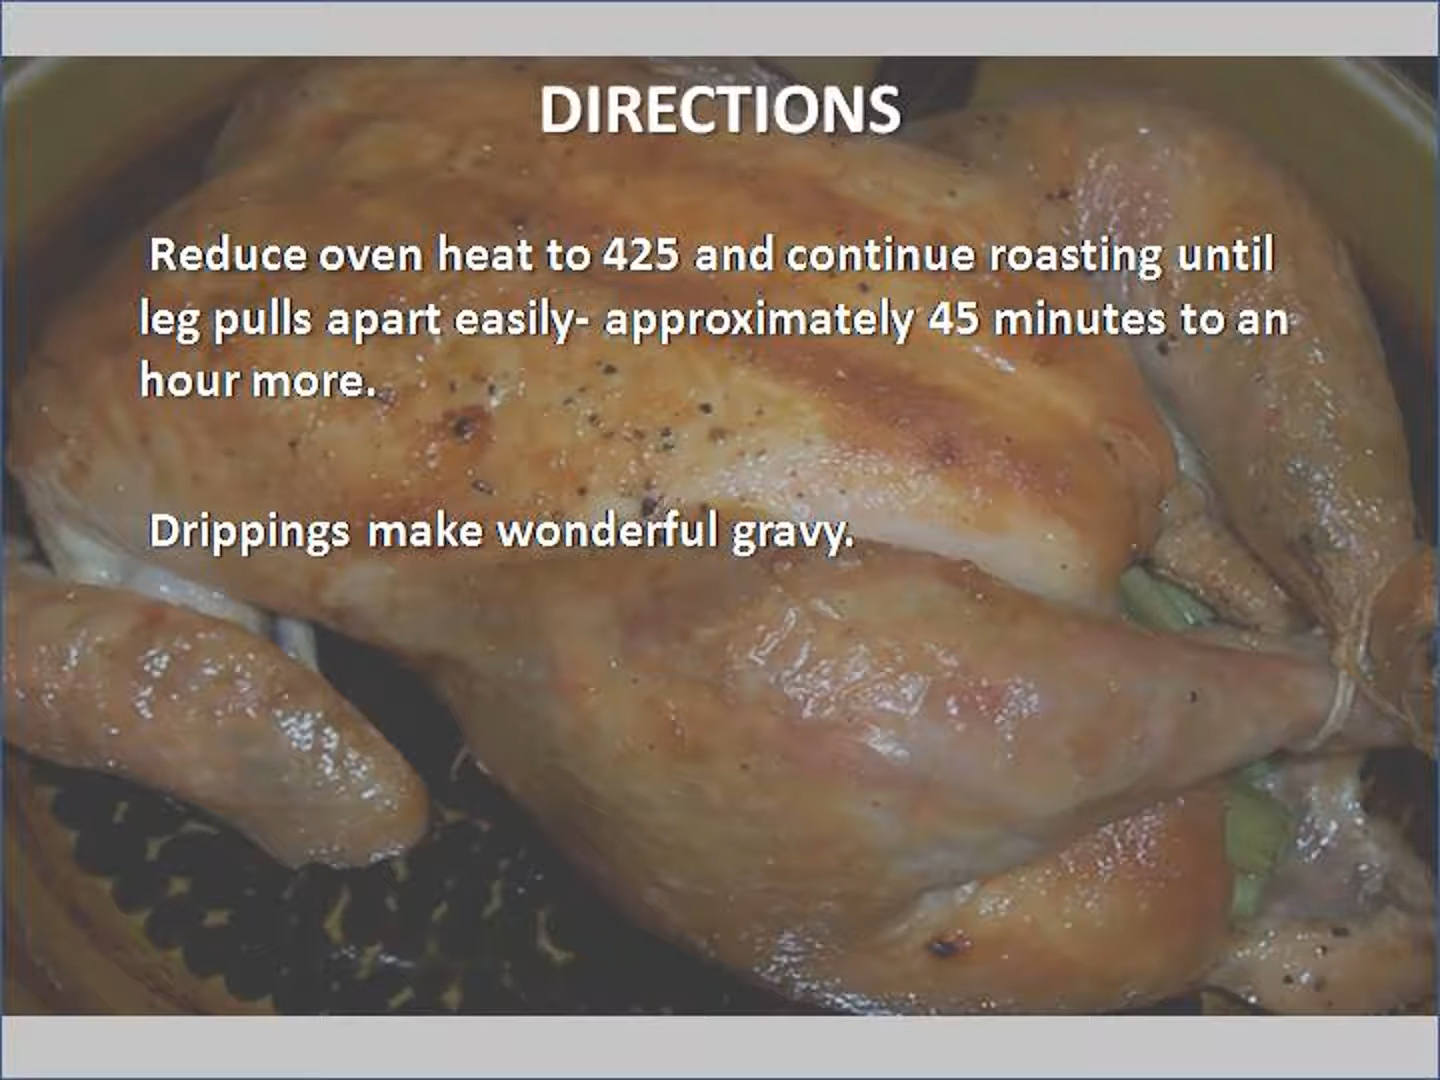 DIRECTIONS
Reduce oven heat to 425 and continue roasting until
leg pulls apart easily- approximately 45 minutes to an
hour more.
Drippings make wonderful gravy.